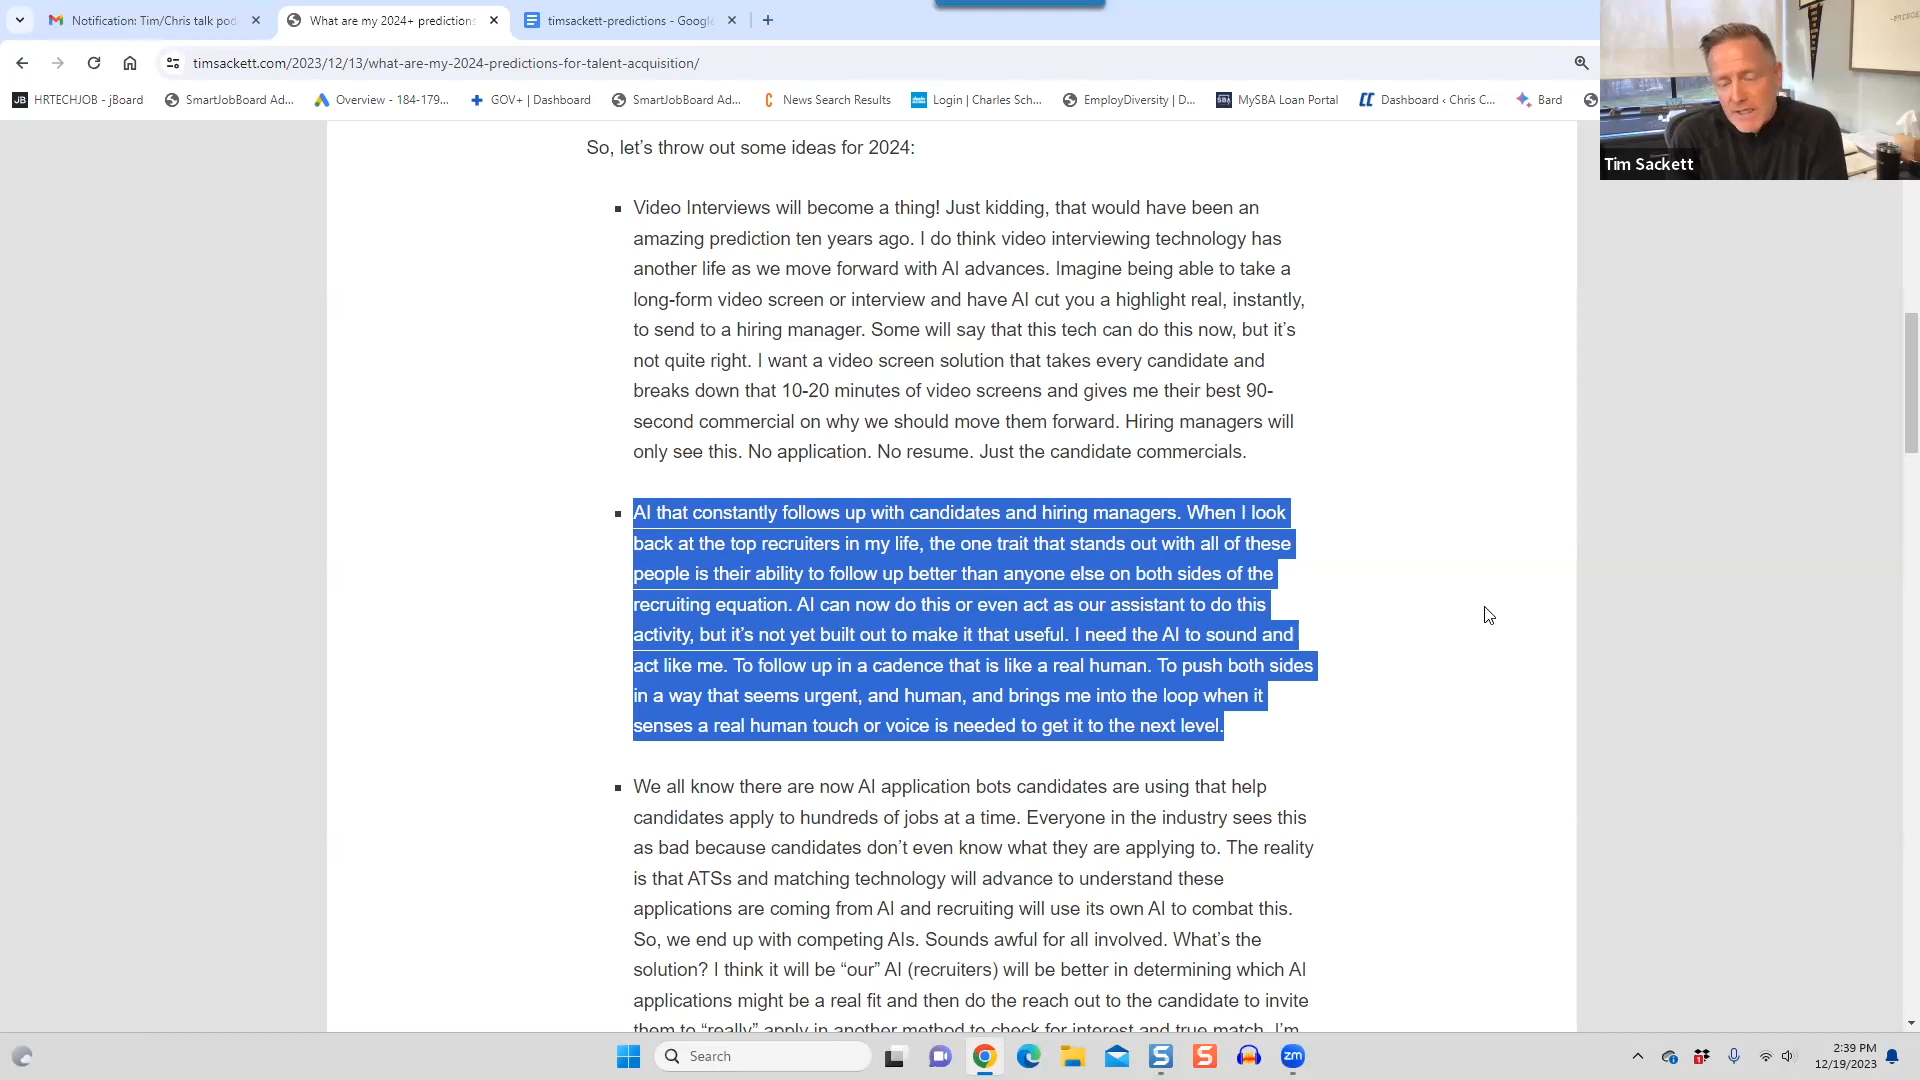 Notification: Tim/Chris talk pod
What are my 2024+ predictions
timsackett-predictions - Google
timsackett.com/2023/12/13/what-are-my-2024-predictions-for-talent-acquisition/
JB HRTECHJOB - jBoard
SmartJobBoard Ad...
Overview - 184-179...
GOV+ | Dashboard
SmartJobBoard Ad...
News Search Results
Login | Charles Sch...
EmployDiversity | D...
SBA MySBA Loan Portal
Dashboard ‹ Chris C...
Bard
Tim Sackett
So, let’s throw out some ideas for 2024:
Video Interviews will become a thing! Just kidding, that would have been an
amazing prediction ten years ago. I do think video interviewing technology has
another life as we move forward with AI advances. Imagine being able to take a
long-form video screen or interview and have AI cut you a highlight real, instantly,
to send to a hiring manager. Some will say that this tech can do this now, but it’s
not quite right. I want a video screen solution that takes every candidate and
breaks down that 10-20 minutes of video screens and gives me their best 90-
second commercial on why we should move them forward. Hiring managers will
only see this. No application. No resume. Just the candidate commercials.
AI that constantly follows up with candidates and hiring managers. When I look
back at the top recruiters in my life, the one trait that stands out with all of these
people is their ability to follow up better than anyone else on both sides of the
recruiting equation. AI can now do this or even act as our assistant to do this
activity, but it’s not yet built out to make it that useful. I need the AI to sound and
act like me. To follow up in a cadence that is like a real human. To push both sides
in a way that seems urgent, and human, and brings me into the loop when it
senses a real human touch or voice is needed to get it to the next level.
We all know there are now AI application bots candidates are using that help
candidates apply to hundreds of jobs at a time. Everyone in the industry sees this
as bad because candidates don’t even know what they are applying to. The reality
is that ATSs and matching technology will advance to understand these
applications are coming from AI and recruiting will use its own AI to combat this.
So, we end up with competing AIs. Sounds awful for all involved. What’s the
solution? I think it will be “our” AI (recruiters) will be better in determining which AI
applications might be a real fit and then do the reach out to the candidate to invite
them to “really” apply in another method to check for interest and true match. I’m
Search
zm
2:39 PM
12/19/2023